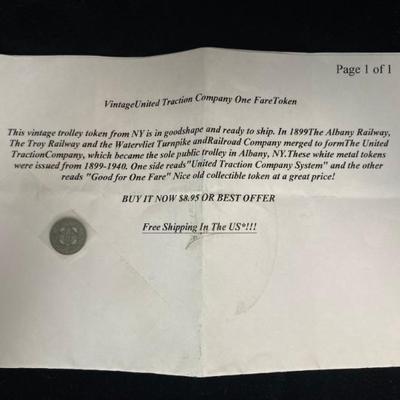 Page 1 of 1
VintageUnited Traction Company One FareToken
This vintage trolley token from NY is in goodshape and ready to ship. In 1899The Albany Railway,
The Troy Railway and the Watervliet Turnpike andRailroad Company merged to formThe United
TractionCompany, which became the sole public trolley in Albany, NY.These white metal tokens
were issued from 1899-1940. One side reads"United Traction Company System" and the other
reads "Good for One Fare" Nice old collectible token at a great price!
BUY IT NOW $8.95 OR BEST OFFER
Free Shipping In The US*!!!